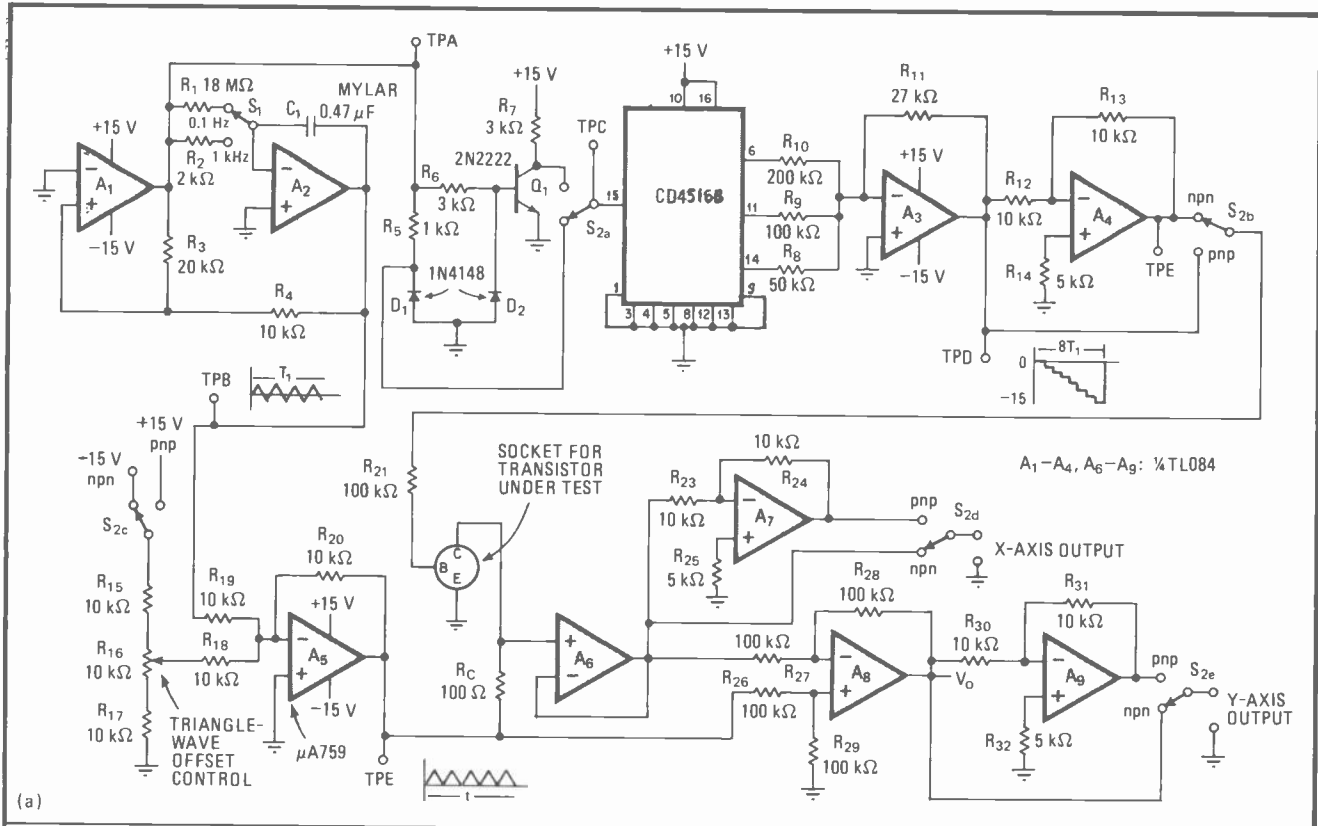 TPA
+15 V
R1 18 MΩ
S1
0.1 Hz
R2
2 kΩ
1 kHz
MYLAR
C1
0.47 μF
+15 V
A1
−15 V
A2
R3
20 kΩ
R4
10 kΩ
+15 V
R7
3 kΩ
2N2222
Q1
R6
3 kΩ
R5
1 kΩ
1N4148
D1
D2
TPC
S2a
15
+15 V
10
16
CD4516B
6
11
14
1
3
4
5
8
12
13
9
R10
200 kΩ
R9
100 kΩ
R8
50 kΩ
R11
27 kΩ
+15 V
A3
−15 V
R12
10 kΩ
R13
10 kΩ
A4
R14
5 kΩ
TPE
npn
S2b
pnp
TPD
0
−15
8T1
TPB
T1
+15 V
pnp
−15 V
npn
S2c
R15
10 kΩ
R16
10 kΩ
R17
10 kΩ
TRIANGLE-
WAVE
OFFSET
CONTROL
R19
10 kΩ
R18
10 kΩ
R20
10 kΩ
+15 V
A5
−15 V
μA759
TPE
t
R21
100 kΩ
SOCKET FOR
TRANSISTOR
UNDER TEST
C
B
E
RC
100 Ω
A6
R23
10 kΩ
10 kΩ
R24
A7
R25
5 kΩ
A1–A4, A6–A9: ¼ TL084
pnp
S2d
npn
X-AXIS OUTPUT
R28
100 kΩ
100 kΩ
R27
R26
100 kΩ
A8
R29
100 kΩ
Vo
R30
10 kΩ
R31
10 kΩ
A9
R32
5 kΩ
pnp
npn
S2e
Y-AXIS
OUTPUT
(a)